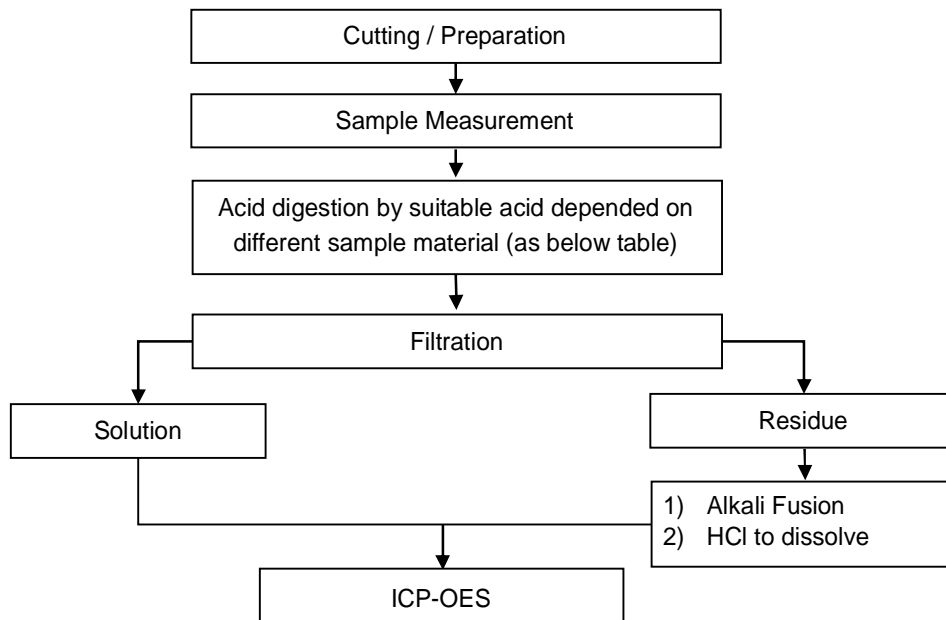 Cutting / Preparation
Sample Measurement
Acid digestion by suitable acid depended on
different sample material (as below table)
Filtration
Solution
Residue
1) Alkali Fusion
2) HCl to dissolve
ICP-OES